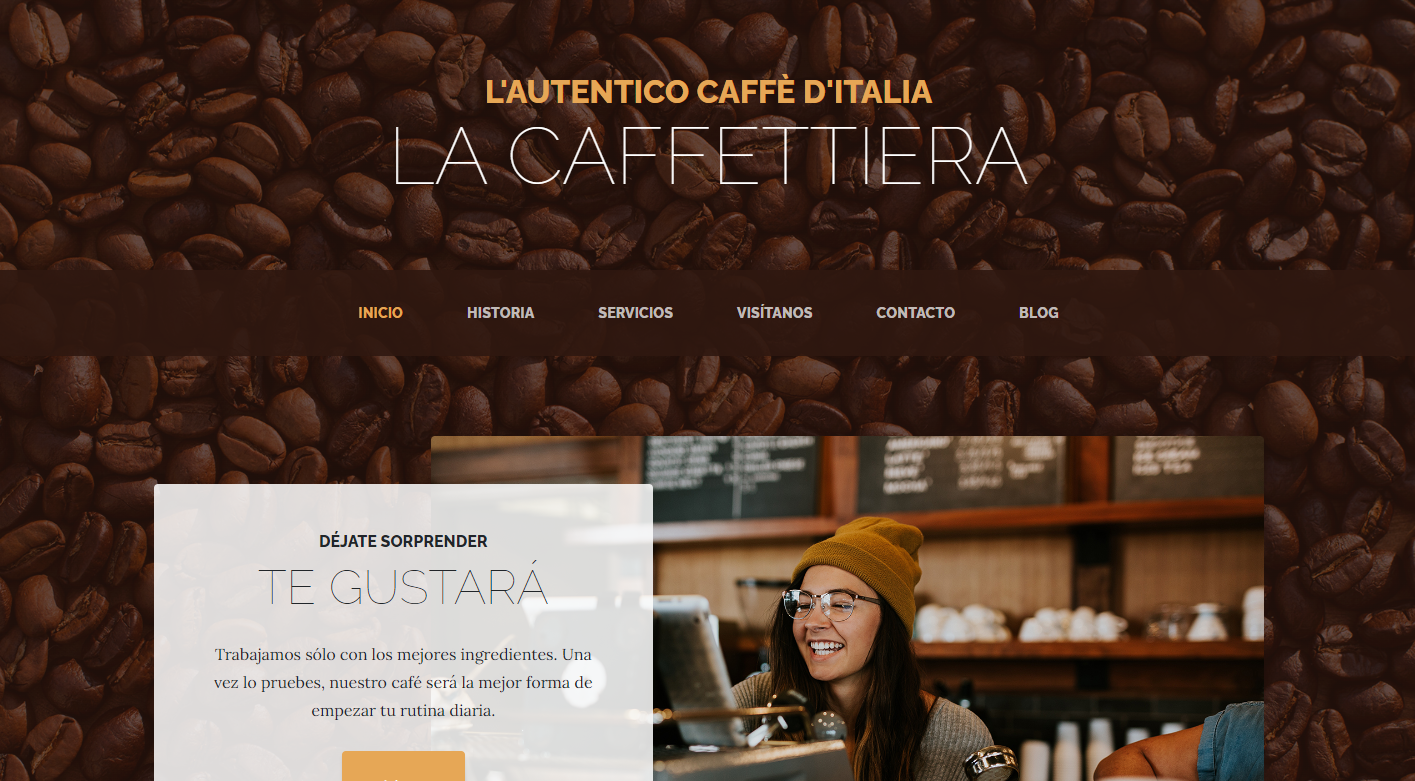 L'AUTENTICO CAFFÈ D'ITALIA
LA CAFFETTIERA
INICIO HISTORIA SERVICIOS VISÍTANOS CONTACTO BLOG
DÉJATE SORPRENDER
TE GUSTARÁ
Trabajamos sólo con los mejores ingredientes. Una
vez lo pruebes, nuestro café será la mejor forma de
empezar tu rutina diaria.